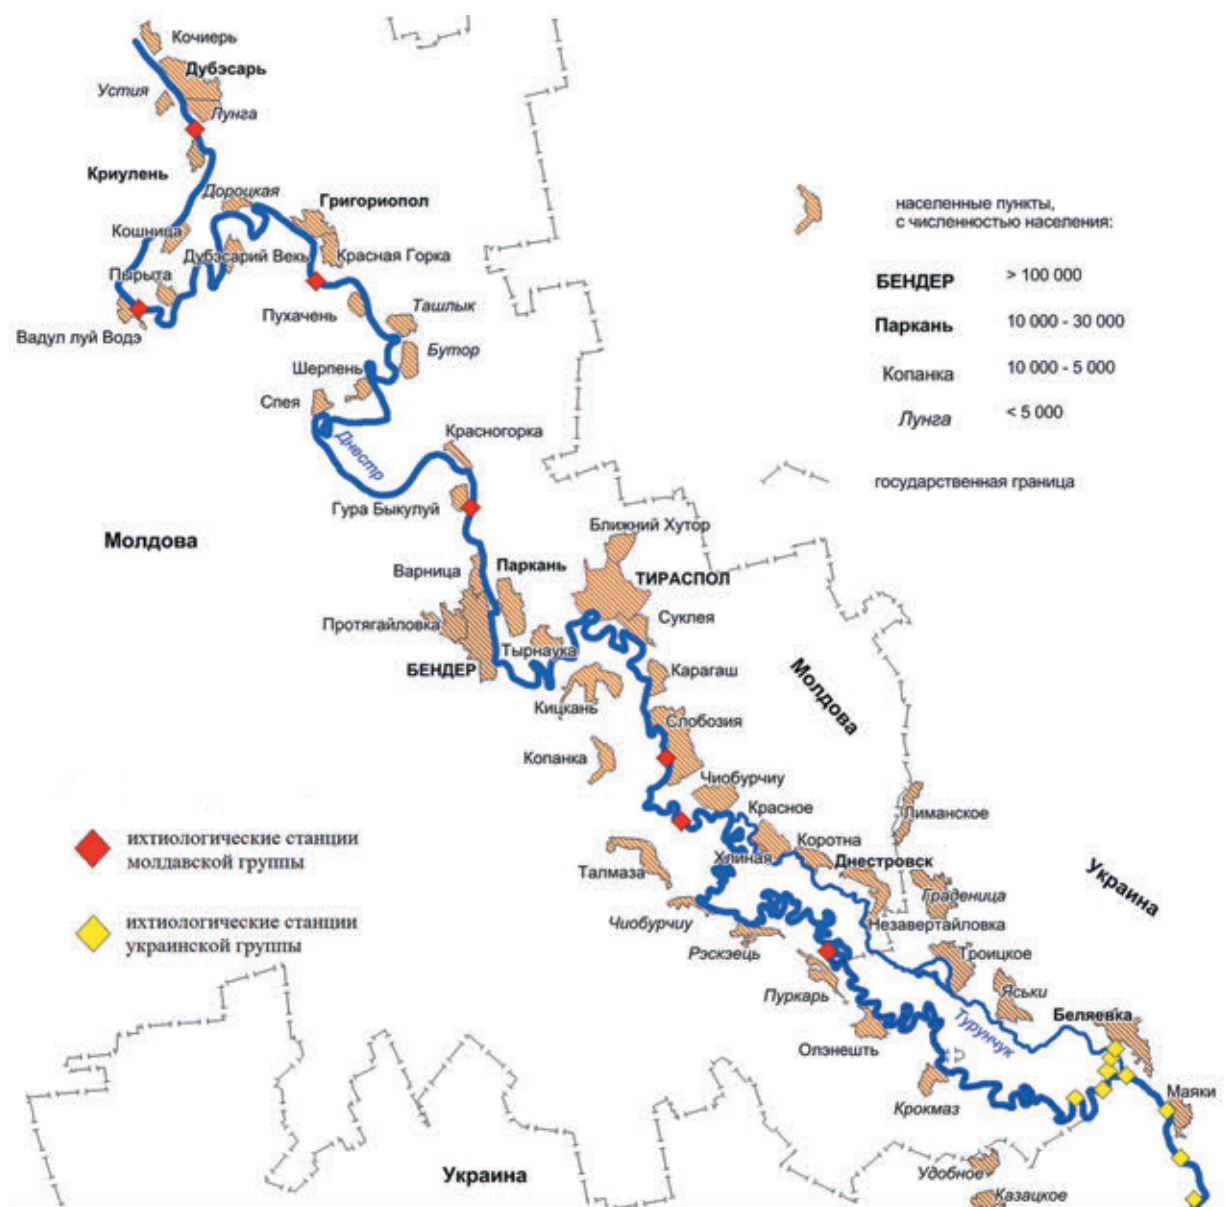 Кочиерь
Дубэсарь
Устия
Лунга
Криулень
Дороцкая
Григориопол
Кошница
Дубэсарий Векь
Красная Горка
Пырыта
Вадул луй Водэ
Пухачень
Ташлык
Бутор
Шерпень
Спея
Днестр
Красногорка
Гура Быкулуй
населенные пункты,
с численностью населения:
БЕНДЕР > 100 000
Паркань 10 000 - 30 000
Копанка 10 000 - 5 000
Лунга < 5 000
государственная граница
Молдова
Ближний Хутор
Варница
Паркань
ТИРАСПОЛ
Протягайловка
Суклея
Тырнаука
БЕНДЕР
Карагаш
Кицкань
Молдова
Слобозия
Копанка
Чиобурчиу
Красное
Лиманское
Коротна
Хлиная
Днестровск
Талмаза
Украина
Граденица
Чиобурчиу
Незавертайловка
Рэскэець
Троицкое
Пуркарь
Яськи
Турунчук
Беляевка
Олэнешть
Крокмаз
Маяки
Удобное
Казацкое
Украина
ихтиологические станции
молдавской группы
ихтиологические станции
украинской группы